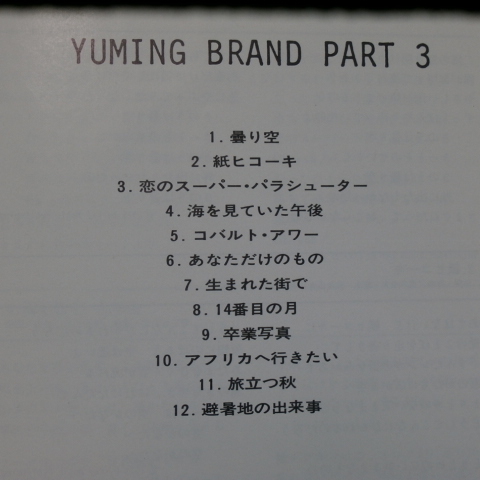 YUMING BRAND PART 3
1. 曇り空
2. 紙ヒコーキ
3. 恋のスーパー・パラシューター
4. 海を見ていた午後
5. コバルト・アワー
6. あなただけのもの
7. 生まれた街で
8. 14番目の月
9. 卒業写真
10. アフリカへ行きたい
11. 旅立つ秋
12. 避暑地の出来事